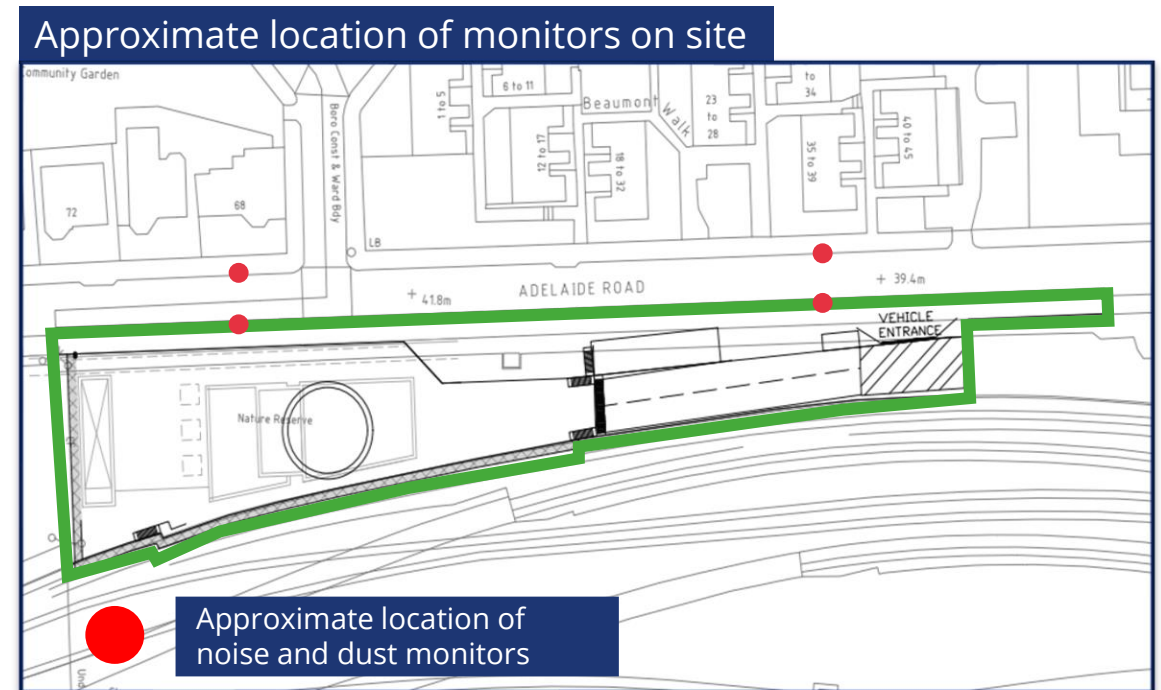 Approximate location of monitors on site
ommunity Garden
6 to 11
to
34
1 to 5
Beaumont Walk
23
to
28
Boro Const & Ward Bdy
12 to 17
18 to 32
35 to 39
40 to 45
72
68
LB
+ 41.8m
ADELAIDE ROAD
+ 39.4m
VEHICLE
ENTRANCE
Nature Reserve
Approximate location of
noise and dust monitors
Und